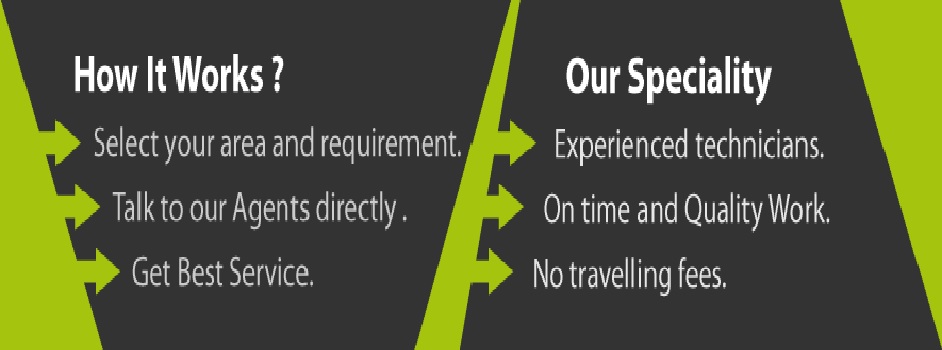 How It Works ?
Select your area and requirement.
Talk to our Agents directly .
Get Best Service.
Our Speciality
Experienced technicians.
On time and Quality Work.
No travelling fees.